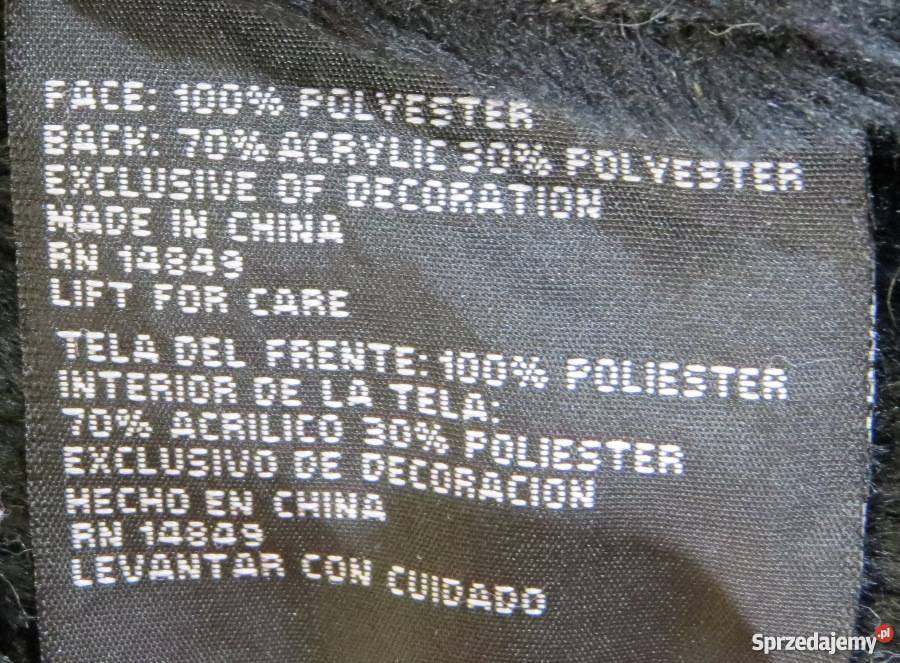 FACE: 100% POLYESTER
BACK: 70% ACRYLIC 30% POLYESTER
EXCLUSIVE OF DECORATION
MADE IN CHINA
RN 14849
LIFT FOR CARE
TELA DEL FRENTE: 100% POLIESTER
INTERIOR DE LA TELA:
70% ACRILICO 30% POLIESTER
EXCLUSIVO DE DECORACION
HECHO EN CHINA
RN 14849
LEVANTAR CON CUIDADO
Sprzedajemy.pl